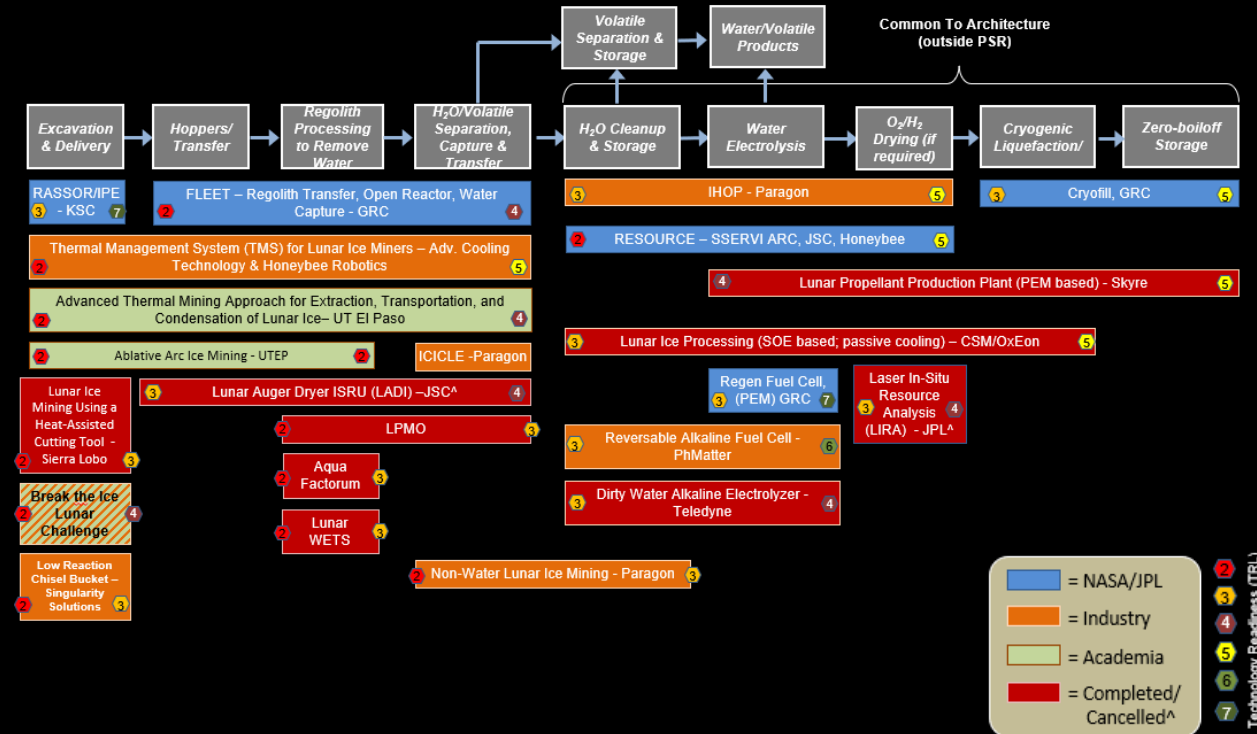 Volatile
Separation &
Storage
Water/Volatile
Products
Common To Architecture
(outside PSR)
Excavation
& Delivery
Hoppers/
Transfer
Regolith
Processing
to Remove
Water
H₂O/Volatile
Separation,
Capture &
Transfer
H₂O Cleanup
& Storage
Water
Electrolysis
O₂/H₂
Drying (if
required)
Cryogenic
Liquefaction/
Zero-boiloff
Storage
RASSOR/IPE
- KSC
3
7
FLEET – Regolith Transfer, Open Reactor, Water
Capture - GRC
2
4
3
IHOP - Paragon
5
3
Cryofill, GRC
5
Thermal Management System (TMS) for Lunar Ice Miners – Adv. Cooling
Technology & Honeybee Robotics
2
5
2
RESOURCE – SSERVI ARC, JSC, Honeybee
5
4
Lunar Propellant Production Plant (PEM based) - Skyre
5
Advanced Thermal Mining Approach for Extraction, Transportation, and
Condensation of Lunar Ice– UT El Paso
2
4
2
Ablative Arc Ice Mining - UTEP
2
ICICLE -Paragon
3
Lunar Ice Processing (SOE based; passive cooling) – CSM/OxEon
5
Lunar Ice
Mining Using a
Heat-Assisted
Cutting Tool -
Sierra Lobo
2
3
3
Lunar Auger Dryer ISRU (LADI) –JSC^
4
Regen Fuel Cell,
(PEM) GRC
3
7
Laser In-Situ
Resource
Analysis
(LIRA) - JPL^
3
4
2
LPMO
3
3
Reversable Alkaline Fuel Cell -
PhMatter
6
2
Aqua
Factorum
3
Break the Ice
Lunar
Challenge
2
4
3
Dirty Water Alkaline Electrolyzer -
Teledyne
4
2
Lunar
WETS
3
Low Reaction
Chisel Bucket –
Singularity
Solutions
2
3
2
Non-Water Lunar Ice Mining - Paragon
3
= NASA/JPL
= Industry
= Academia
= Completed/
Cancelled^
2
3
4
5
6
7
Technology Readiness (TRL)